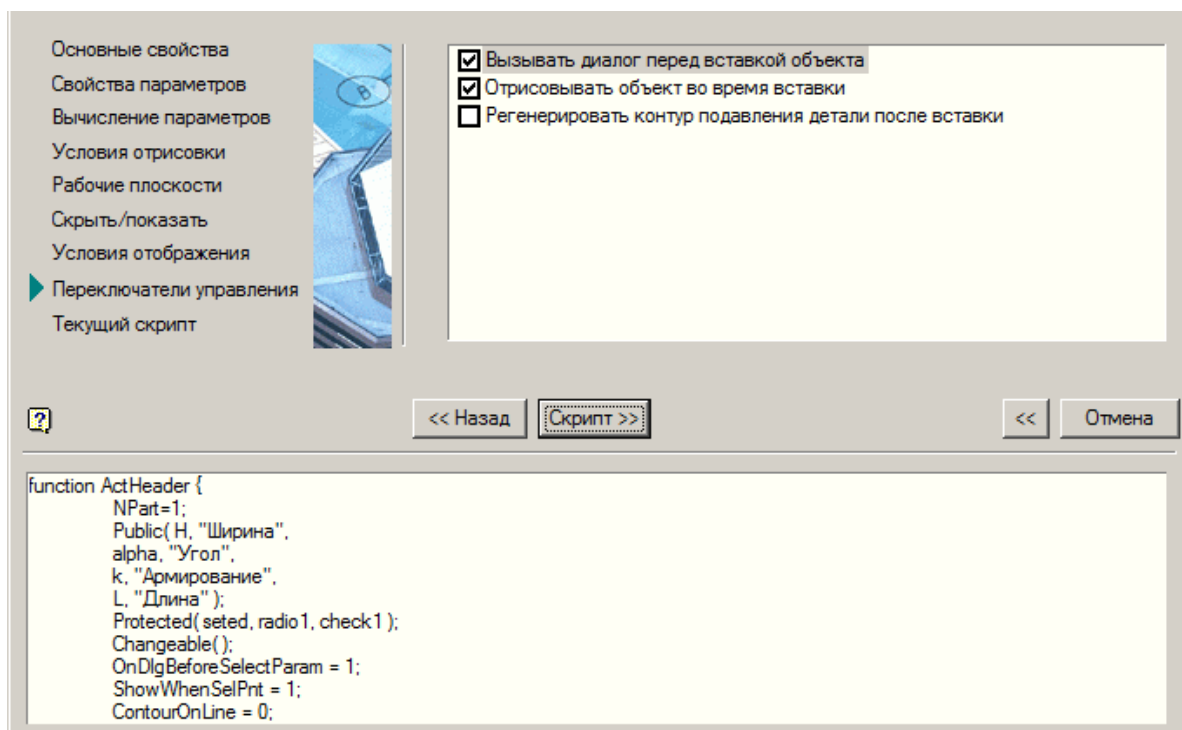 Основные свойства
Свойства параметров
Вычисление параметров
Условия отрисовки
Рабочие плоскости
Скрыть/показать
Условия отображения
Переключатели управления
Текущий скрипт
Вызывать диалог перед вставкой объекта
Отрисовывать объект во время вставки
Регенерировать контур подавления детали после вставки
<< Назад
Скрипт >>
<<
Отмена
function ActHeader {
NPart=1;
Public( H, "Ширина",
alpha, "Угол",
k, "Армирование",
L, "Длина" );
Protected( seted, radio1, check1 );
Changeable( );
OnDlgBeforeSelectParam = 1;
ShowWhenSelPnt = 1;
ContourOnLine = 0;